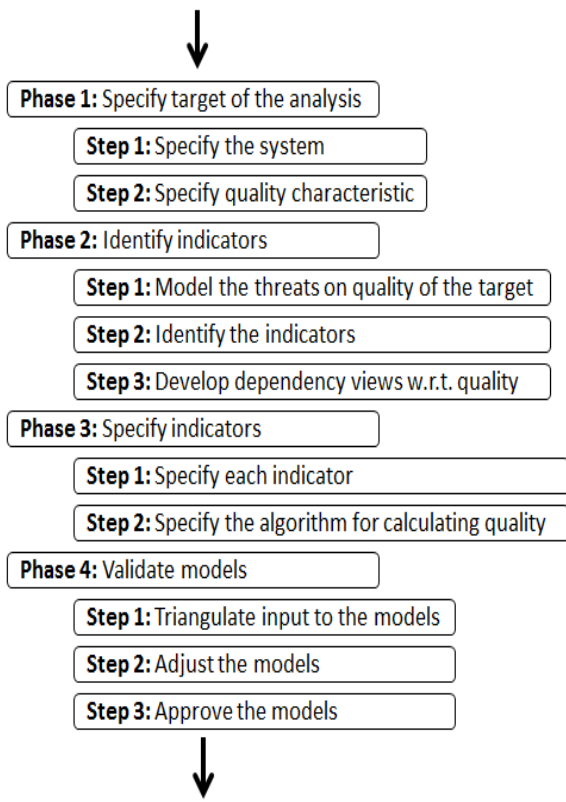 Phase 1: Specify target of the analysis
Step 1: Specify the system
Step 2: Specify quality characteristic
Phase 2: Identify indicators
Step 1: Model the threats on quality of the target
Step 2: Identify the indicators
Step 3: Develop dependency views w.r.t. quality
Phase 3: Specify indicators
Step 1: Specify each indicator
Step 2: Specify the algorithm for calculating quality
Phase 4: Validate models
Step 1: Triangulate input to the models
Step 2: Adjust the models
Step 3: Approve the models